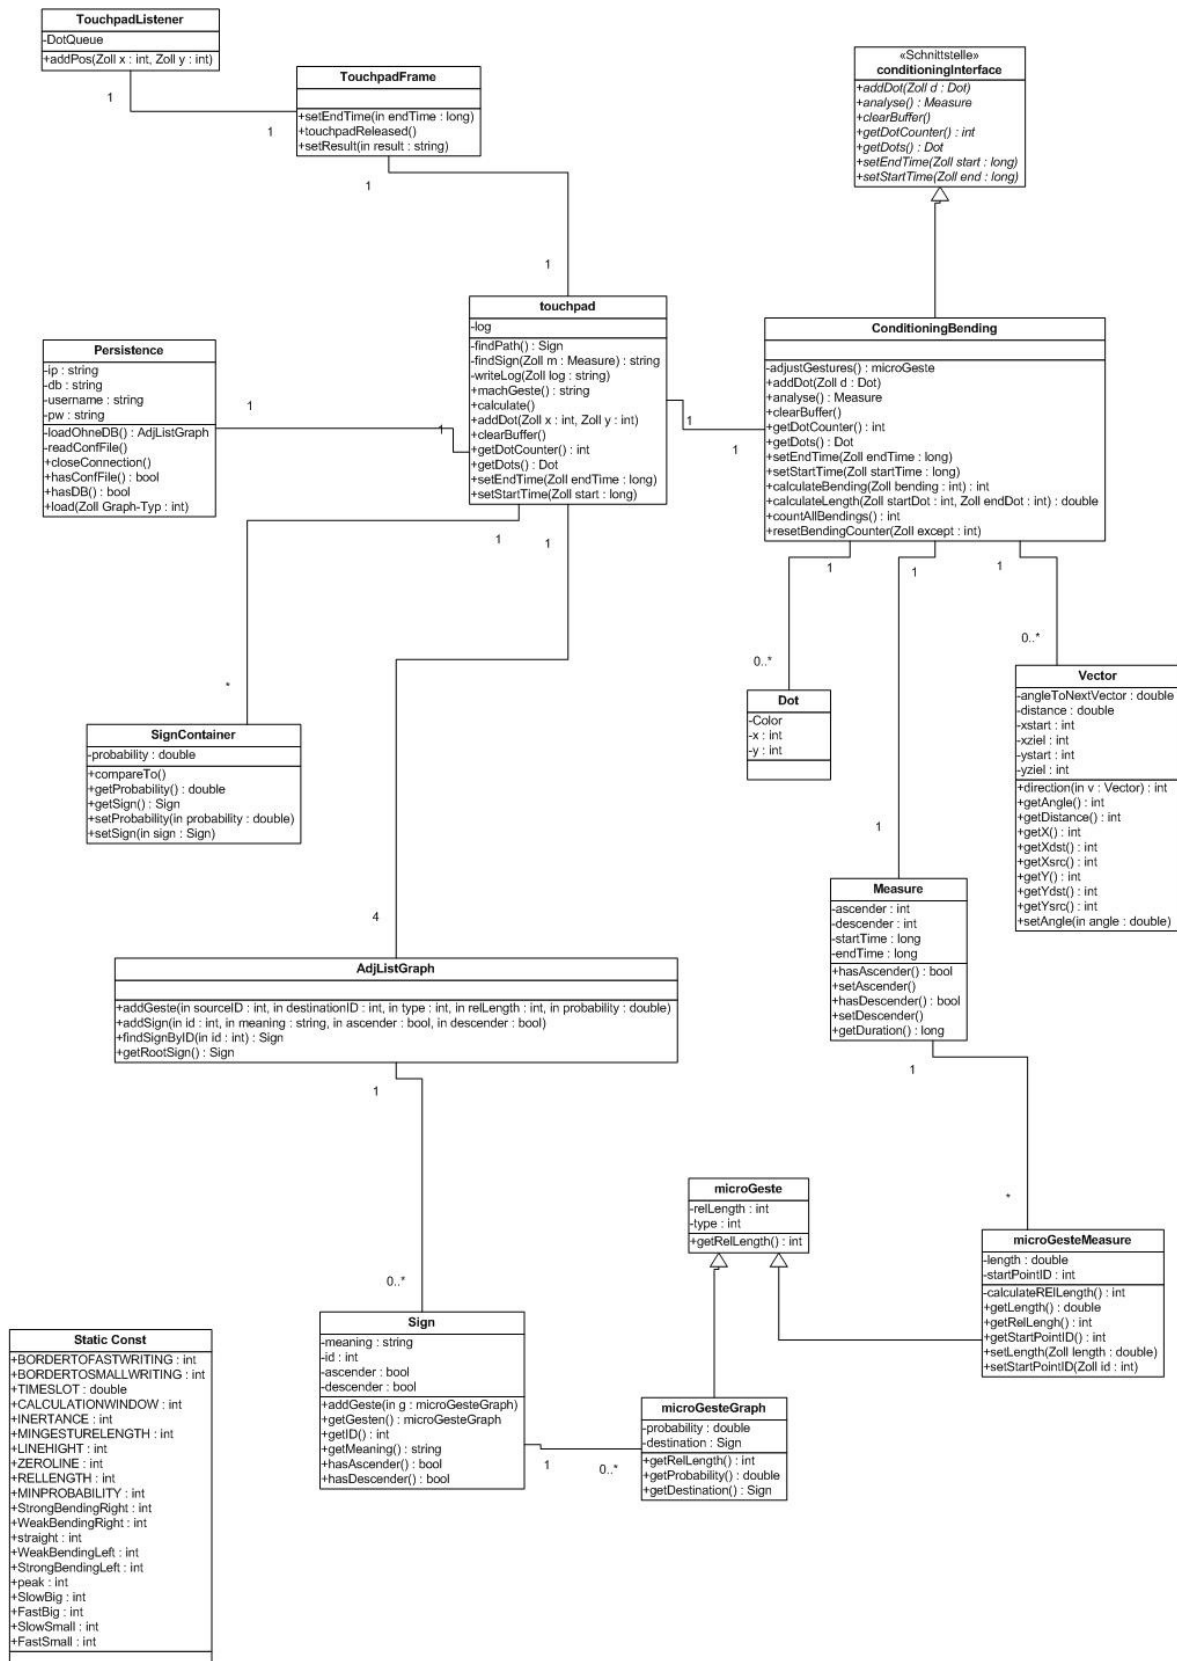 TouchpadListener
-DotQueue
+addPos(Zoll x : int, Zoll y : int)
1
1
TouchpadFrame
+setEndTime(in endTime : long)
+touchpadReleased()
+setResult(in result : string)
1
1
«Schnittstelle»
conditioningInterface
+addDot(Zoll d : Dot)
+analyse() : Measure
+clearBuffer()
+getDotCounter() : int
+getDots() : Dot
+setEndTime(Zoll start : long)
+setStartTime(Zoll end : long)
touchpad
-log
-findPath() : Sign
-findSign(Zoll m : Measure) : string
-writeLog(Zoll log : string)
+machGeste() : string
+calculate()
+addDot(Zoll x : int, Zoll y : int)
+clearBuffer()
+getDotCounter() : int
+getDots() : Dot
+setEndTime(Zoll endTime : long)
+setStartTime(Zoll start : long)
Persistence
-ip : string
-db : string
-username : string
-pw : string
-loadOhneDB() : AdjListGraph
-readConfFile()
+closeConnection()
+hasConfFile() : bool
+hasDB() : bool
+load(Zoll Graph-Typ : int)
1
1
1
1
ConditioningBending
-adjustGestures() : microGeste
+addDot(Zoll d : Dot)
+analyse() : Measure
+clearBuffer()
+getDotCounter() : int
+getDots() : Dot
+setEndTime(Zoll endTime : long)
+setStartTime(Zoll startTime : long)
+calculateBending(Zoll bending : int) : int
+calculateLength(Zoll startDot : int, Zoll endDot : int) : double
+countAllBendings() : int
+resetBendingCounter(Zoll except : int)
1
1
1
1
1
*
0..*
0..*
SignContainer
-probability : double
+compareTo()
+getProbability() : double
+getSign() : Sign
+setProbability(in probability : double)
+setSign(in sign : Sign)
Dot
-Color
-x : int
-y : int
Vector
-angleToNextVector : double
-distance : double
-xstart : int
-xziel : int
-ystart : int
-yziel : int
+direction(in v : Vector) : int
+getAngle() : int
+getDistance() : int
+getX() : int
+getXdst() : int
+getXsrc() : int
+getY() : int
+getYdst() : int
+getYsrc() : int
+setAngle(in angle : double)
1
4
Measure
-ascender : int
-descender : int
-startTime : long
-endTime : long
+hasAscender() : bool
+setAscender()
+hasDescender() : bool
+setDescender()
+getDuration() : long
AdjListGraph
+addGeste(in sourceID : int, in destinationID : int, in type : int, in relLength : int, in probability : double)
+addSign(in id : int, in meaning : string, in ascender : bool, in descender : bool)
+findSignByID(in id : int) : Sign
+getRootSign() : Sign
1
1
0..*
*
microGeste
-relLength : int
-type : int
+getRelLength() : int
microGesteMeasure
-length : double
-startPointID : int
-calculateRElLength() : int
+getLength() : double
+getRelLengh() : int
+getStartPointID() : int
+setLength(Zoll length : double)
+setStartPointID(Zoll id : int)
Sign
-meaning : string
-id : int
-ascender : bool
-descender : bool
+addGeste(in g : microGesteGraph)
+getGesten() : microGesteGraph
+getID() : int
+getMeaning() : string
+hasAscender() : bool
+hasDescender() : bool
1
0..*
microGesteGraph
-probability : double
-destination : Sign
+getRelLength() : int
+getProbability() : double
+getDestination() : Sign
Static Const
+BORDERTOFASTWRITING : int
+BORDERTOSMALLWRITING : int
+TIMESLOT : double
+CALCULATIONWINDOW : int
+INERTANCE : int
+MINGESTURELENGTH : int
+LINEHIGHT : int
+ZEROLINE : int
+RELLENGTH : int
+MINPROBABILITY : int
+StrongBendingRight : int
+WeakBendingRight : int
+straight : int
+WeakBendingLeft : int
+StrongBendingLeft : int
+peak : int
+SlowBig : int
+FastBig : int
+SlowSmall : int
+FastSmall : int